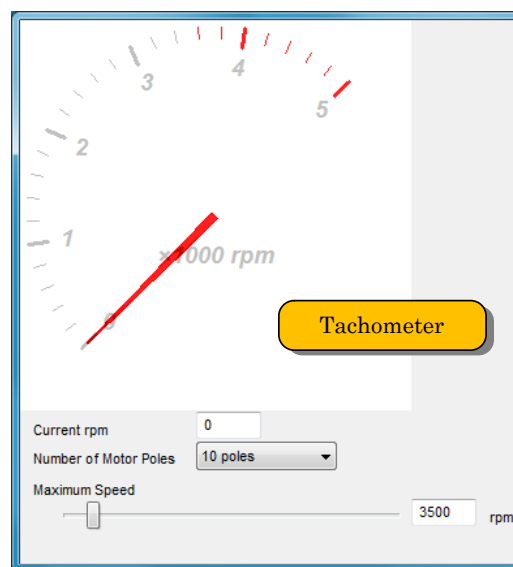 3
4
5
2
1
×1000 rpm
0
Tachometer
Current rpm 0
Number of Motor Poles 10 poles
Maximum Speed
3500 rpm